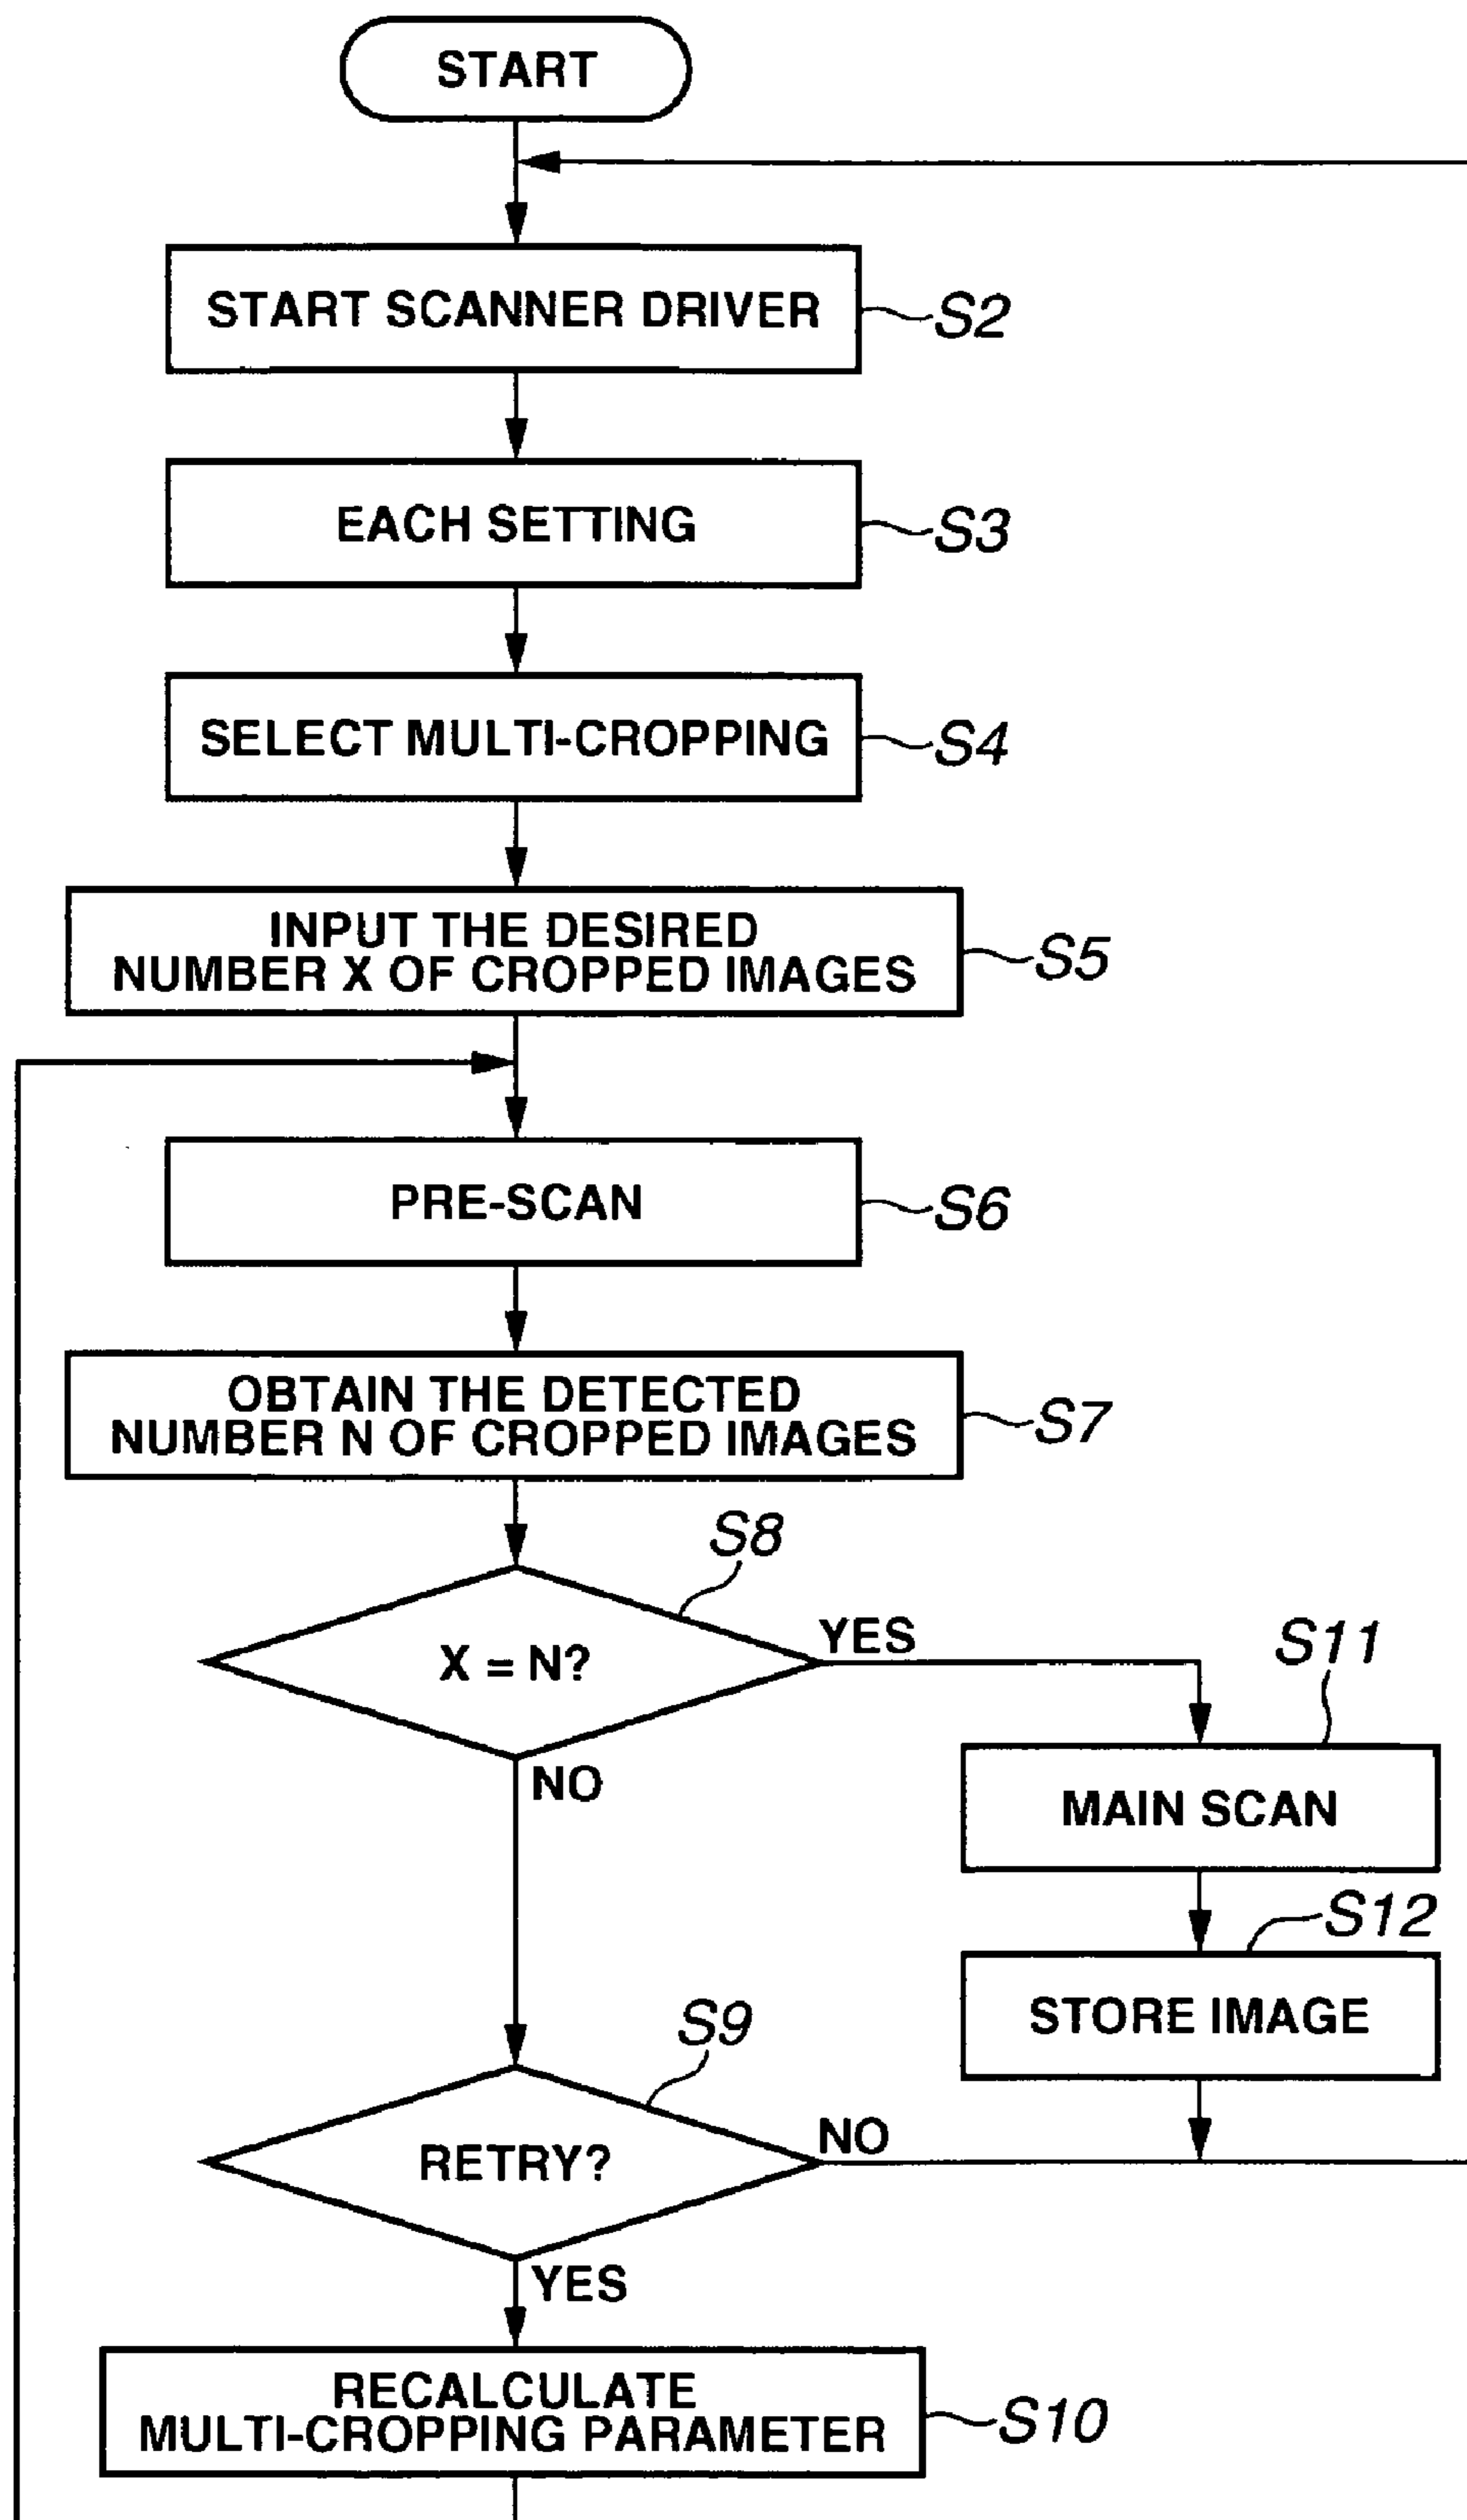 START
START SCANNER DRIVER
S2
EACH SETTING
S3
SELECT MULTI-CROPPING
S4
INPUT THE DESIRED
NUMBER X OF CROPPED IMAGES
S5
PRE-SCAN
S6
OBTAIN THE DETECTED
NUMBER N OF CROPPED IMAGES
S7
S8
X = N?
YES
NO
S11
MAIN SCAN
S12
STORE IMAGE
S9
RETRY?
NO
YES
RECALCULATE
MULTI-CROPPING PARAMETER
S10